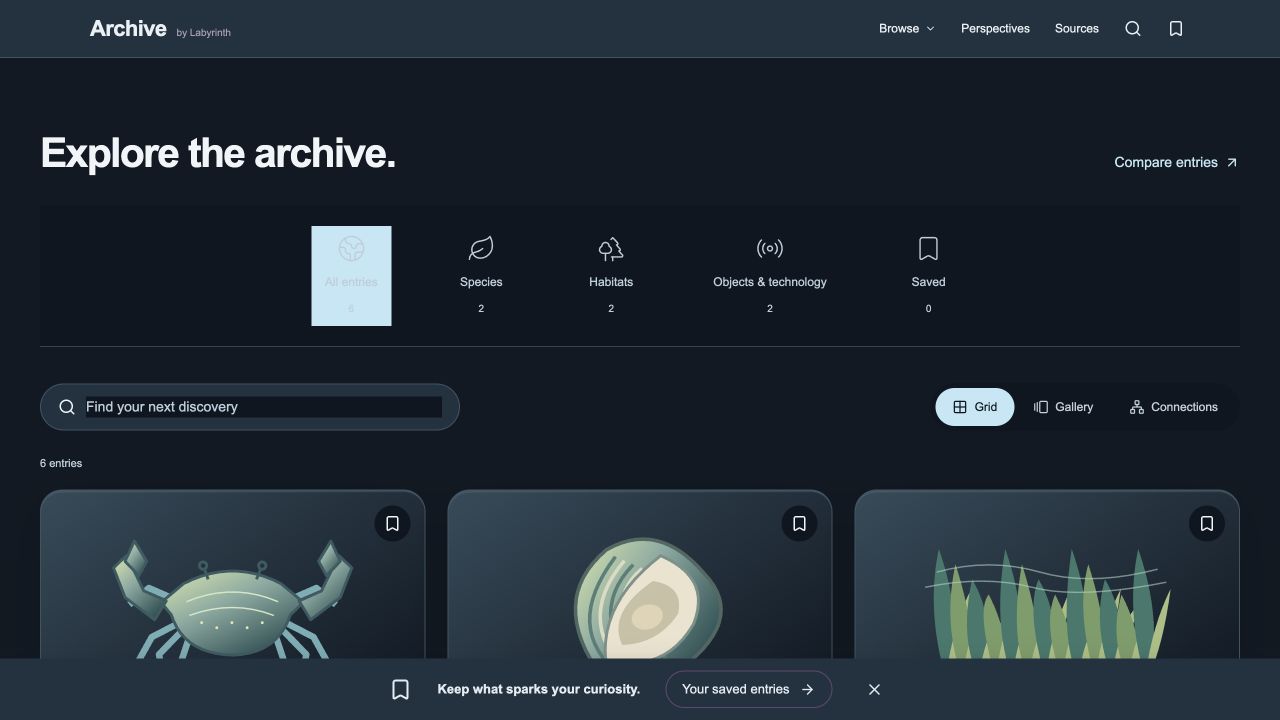 Archive by Labyrinth
Browse Perspectives Sources
Explore the archive.
Compare entries
All entries Species Habitats Objects & technology Saved
6 2 2 2 0
Find your next discovery
Grid Gallery Connections
6 entries
Keep what sparks your curiosity. Your saved entries